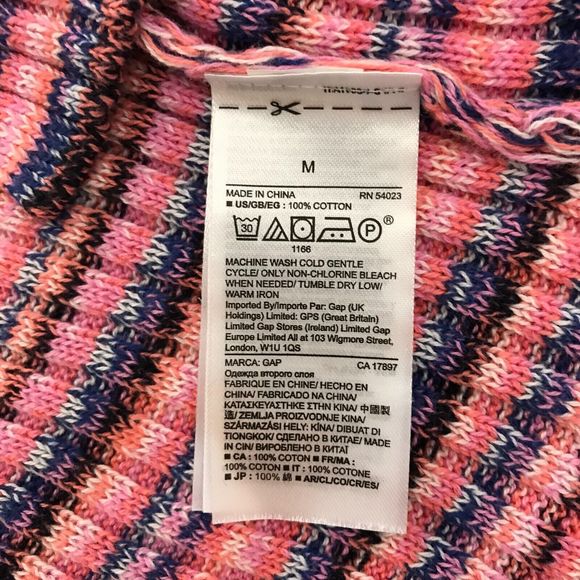 M
MADE IN CHINA RN 54023
■ US/GB/EG : 100% COTTON
30 P ®
1166
MACHINE WASH COLD GENTLE
CYCLE/ ONLY NON-CHLORINE BLEACH
WHEN NEEDED/ TUMBLE DRY LOW/
WARM IRON
Imported By/Importe Par: Gap (UK
Holdings) Limited: GPS (Great Britain)
Limited Gap Stores (Ireland) Limited Gap
Europe Limited All at 103 Wigmore Street,
London, W1U 1QS
MARCA: GAP CA 17897
Одежда второго слоя
FABRIQUE EN CHINE/ HECHO EN
CHINA/ FABRICADO NA CHINA/
ΚΑΤΑΣΚΕΥΑΣΤΗΚΕ ΣΤΗΝ ΚΙΝΑ/ 中國製
造/ ZEMLJA PROIZVODNJE KINA/
SZÁRMAZÁSI HELY: KÍNA/ DIBUAT DI
TIONGKOK/ СДЕЛАНО В КИТАЕ/ MADE
IN CIN/ ВИРОБЛЕНО В КИТАЇ
■ CA : 100% COTTON ■ FR/MA :
100% COTON ■ IT : 100% COTONE
■ JP : 100% 綿 ■ AR/CL/CO/CR/ES/